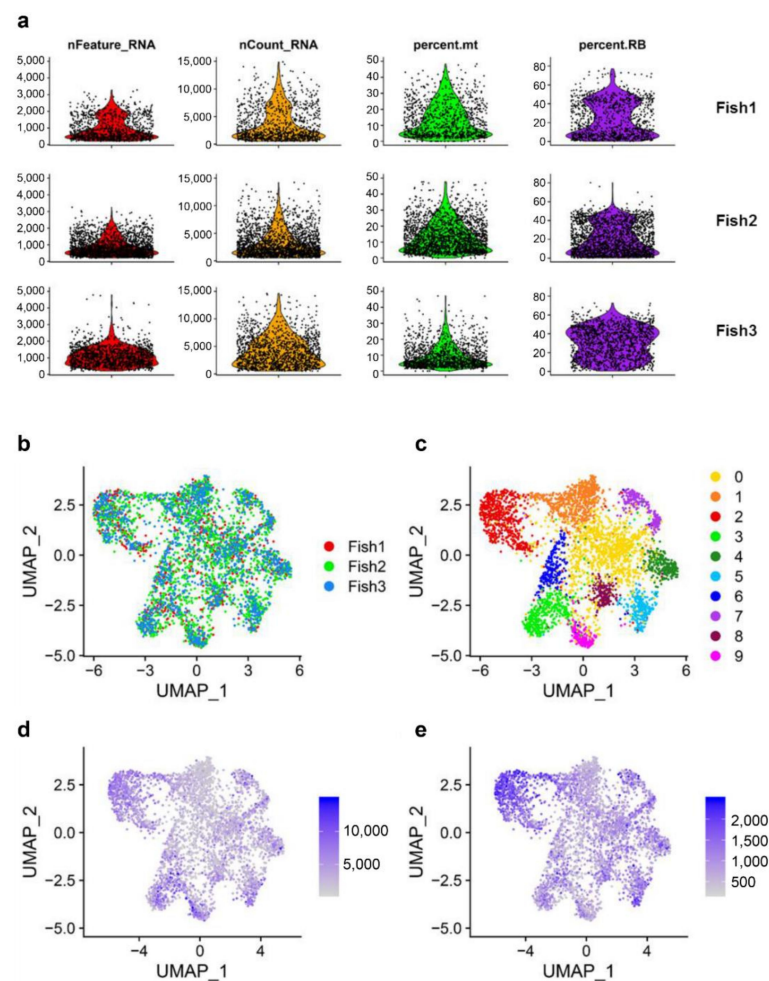 a
nFeature_RNA nCount_RNA percent.mt percent.RB
5,000 4,000 3,000 2,000 1,000 0 15,000 10,000 5,000 0 50 40 30 20 10 0 80 60 40 20 0 Fish1
5,000 4,000 3,000 2,000 1,000 0 15,000 10,000 5,000 0 50 40 30 20 10 0 80 60 40 20 0 Fish2
5,000 4,000 3,000 2,000 1,000 0 15,000 10,000 5,000 0 50 40 30 20 10 0 80 60 40 20 0 Fish3
b
UMAP_2
2.5
0.0
−2.5
−5.0
−6 −3 0 3 6
UMAP_1
Fish1
Fish2
Fish3
c
UMAP_2
2.5
0.0
−2.5
−5.0
−6 −3 0 3 6
UMAP_1
0
1
2
3
4
5
6
7
8
9
d
UMAP_2
2.5
0.0
−2.5
−5.0
−4 0 4
UMAP_1
10,000
5,000
e
UMAP_2
2.5
0.0
−2.5
−5.0
−4 0 4
UMAP_1
2,000
1,500
1,000
500